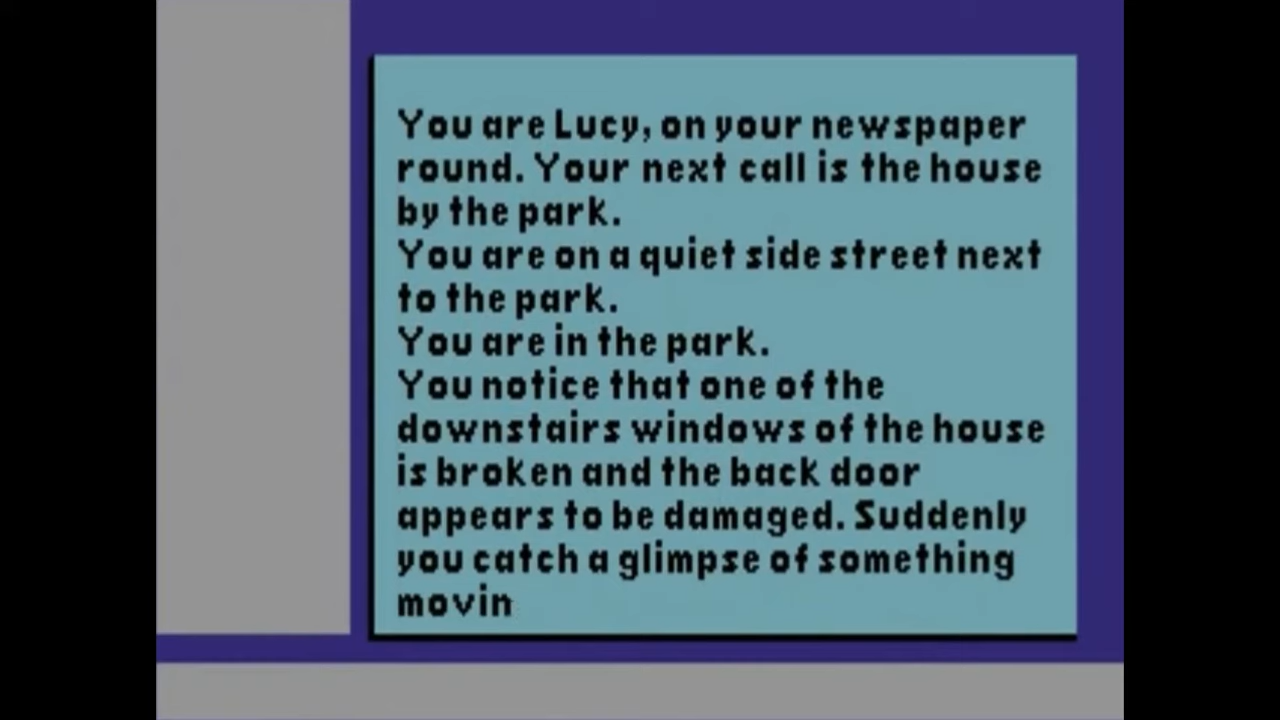 You are Lucy, on your newspaper
round. Your next call is the house
by the park.
You are on a quiet side street next
to the park.
You are in the park.
You notice that one of the
downstairs windows of the house
is broken and the back door
appears to be damaged. Suddenly
you catch a glimpse of something
movin